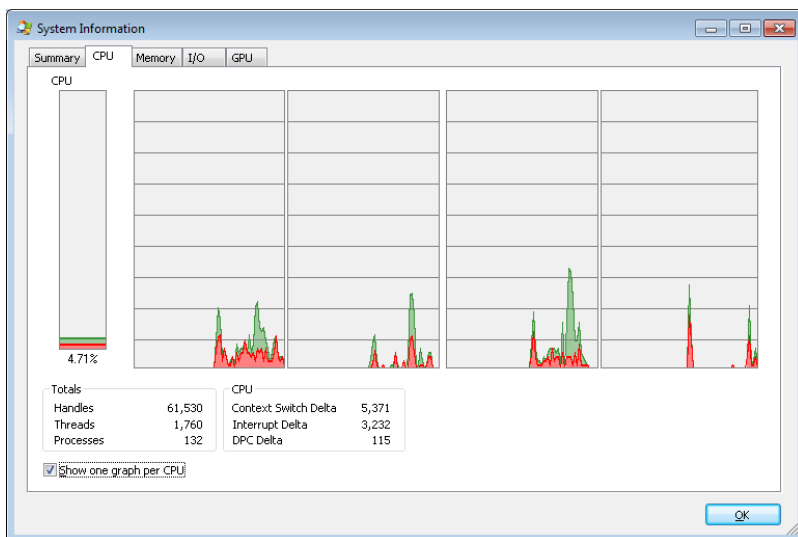 System Information
Summary CPU Memory I/O GPU
CPU
4.71%
Totals
Handles 61,530
Threads 1,760
Processes 132
CPU
Context Switch Delta 5,371
Interrupt Delta 3,232
DPC Delta 115
Show one graph per CPU
OK